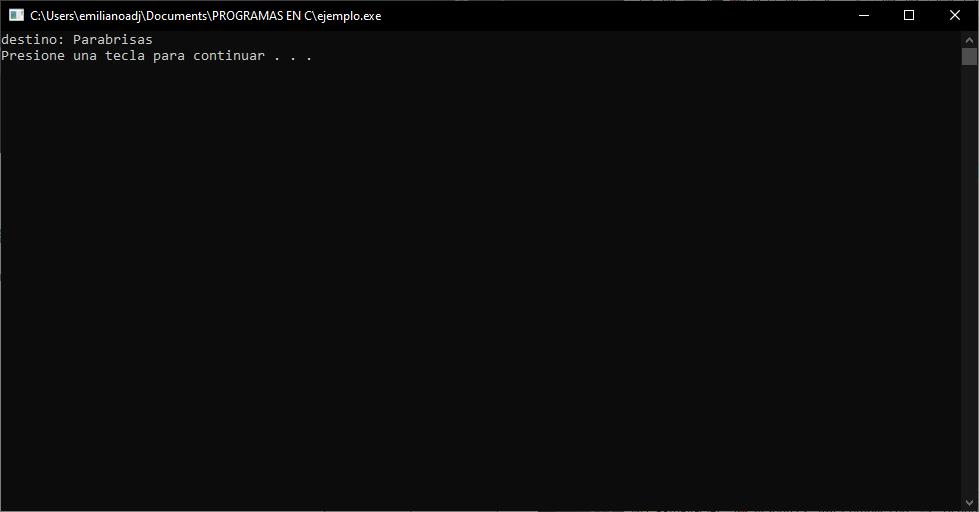 C:\Users\emilianoadj\Documents\PROGRAMAS EN C\ejemplo.exe
destino: Parabrisas
Presione una tecla para continuar . . .